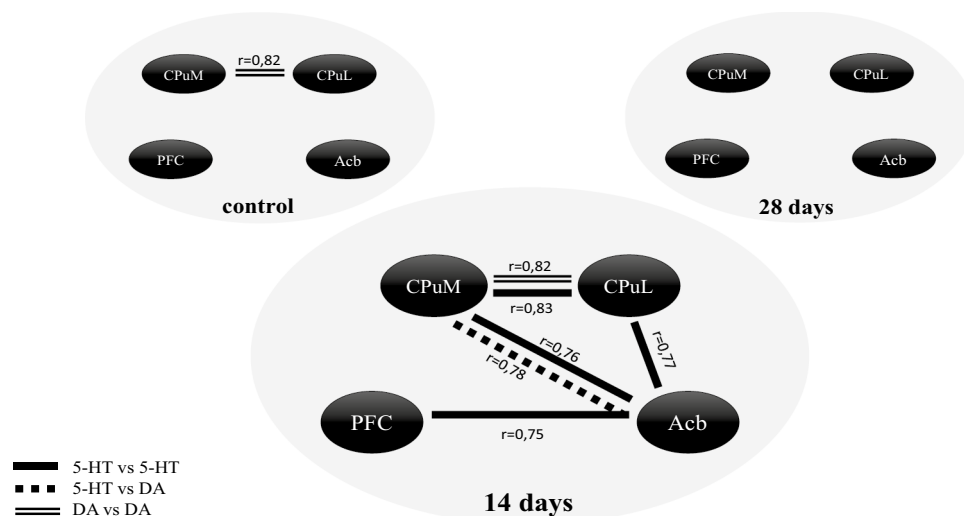 r=0,82
CPuM
CPuL
PFC
Acb
control
CPuM
CPuL
PFC
Acb
28 days
r=0,82
CPuM
CPuL
r=0,83
r=0,76
r=0,78
r=0,77
PFC
Acb
r=0,75
14 days
5-HT vs 5-HT
5-HT vs DA
DA vs DA